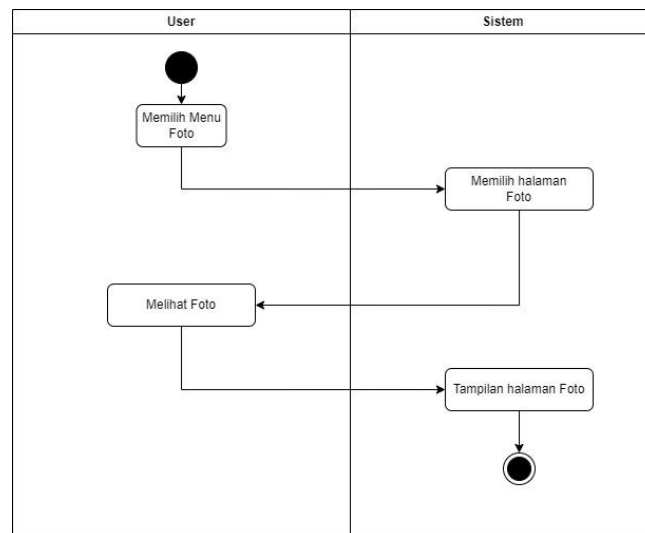 User
Sistem
Memilih Menu
Foto
Memilih halaman
Foto
Melihat Foto
Tampilan halaman Foto